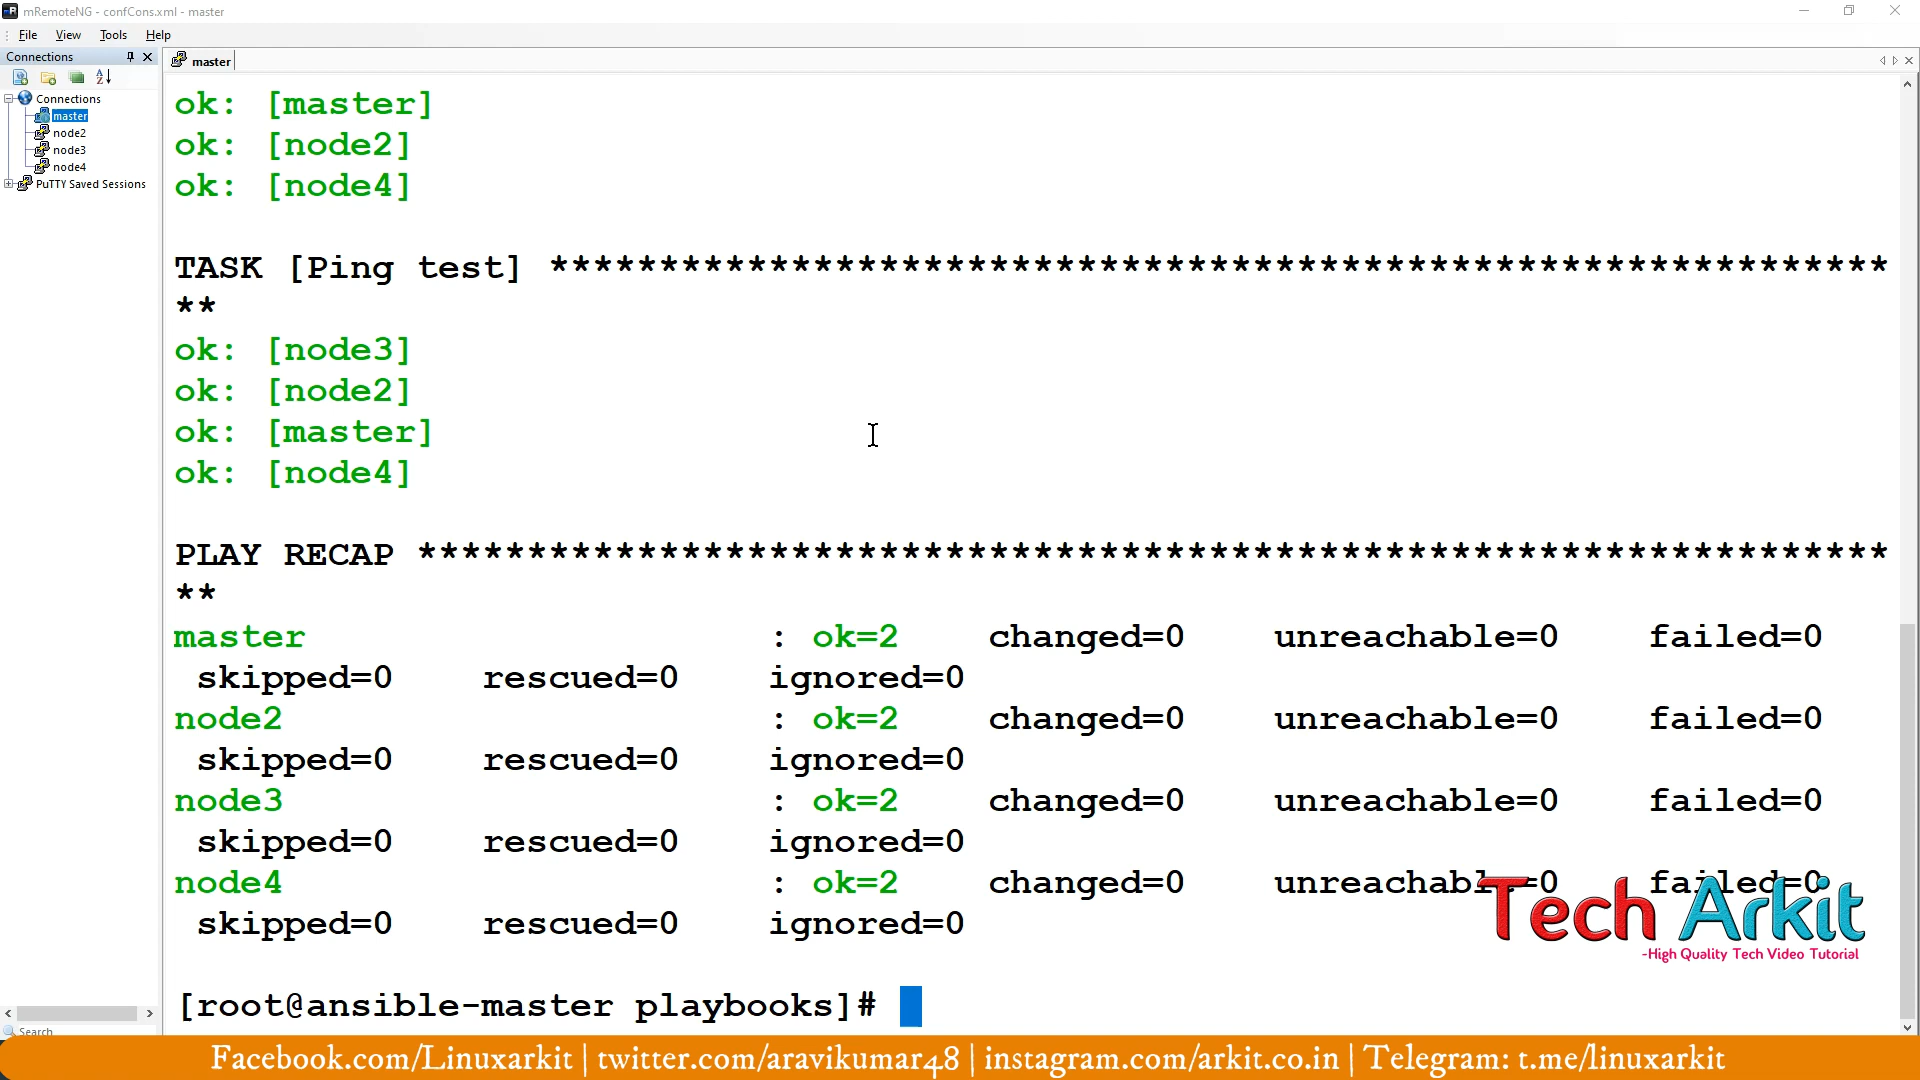 mRemoteNG - confCons.xml - master
File View Tools Help
Connections
master
Connections
master
node2
node3
node4
PuTTY Saved Sessions
ok: [master]
ok: [node2]
ok: [node4]
TASK [Ping test] *************************************************************
**
ok: [node3]
ok: [node2]
ok: [master]
ok: [node4]
PLAY RECAP *******************************************************************
**
master : ok=2 changed=0 unreachable=0 failed=0
skipped=0 rescued=0 ignored=0
node2 : ok=2 changed=0 unreachable=0 failed=0
skipped=0 rescued=0 ignored=0
node3 : ok=2 changed=0 unreachable=0 failed=0
skipped=0 rescued=0 ignored=0
node4 : ok=2 changed=0 unreachable=0 failed=0
skipped=0 rescued=0 ignored=0
Tech Arkit
-High Quality Tech Video Tutorial
[root@ansible-master playbooks]#
Search
Facebook.com/Linuxarkit | twitter.com/aravikumar48 | instagram.com/arkit.co.in | Telegram: t.me/linuxarkit